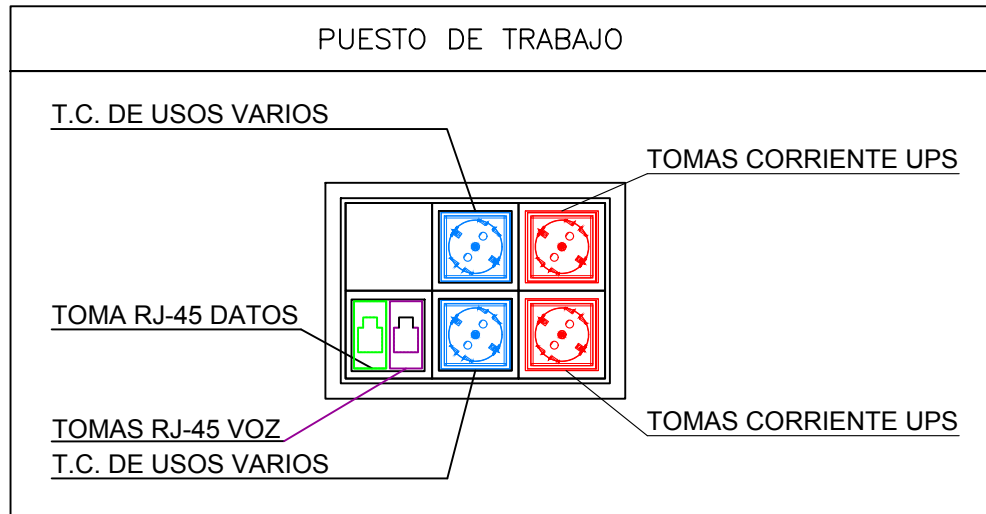 PUESTO DE TRABAJO
T.C. DE USOS VARIOS
TOMAS CORRIENTE UPS
TOMA RJ-45 DATOS
TOMAS RJ-45 VOZ
TOMAS CORRIENTE UPS
T.C. DE USOS VARIOS